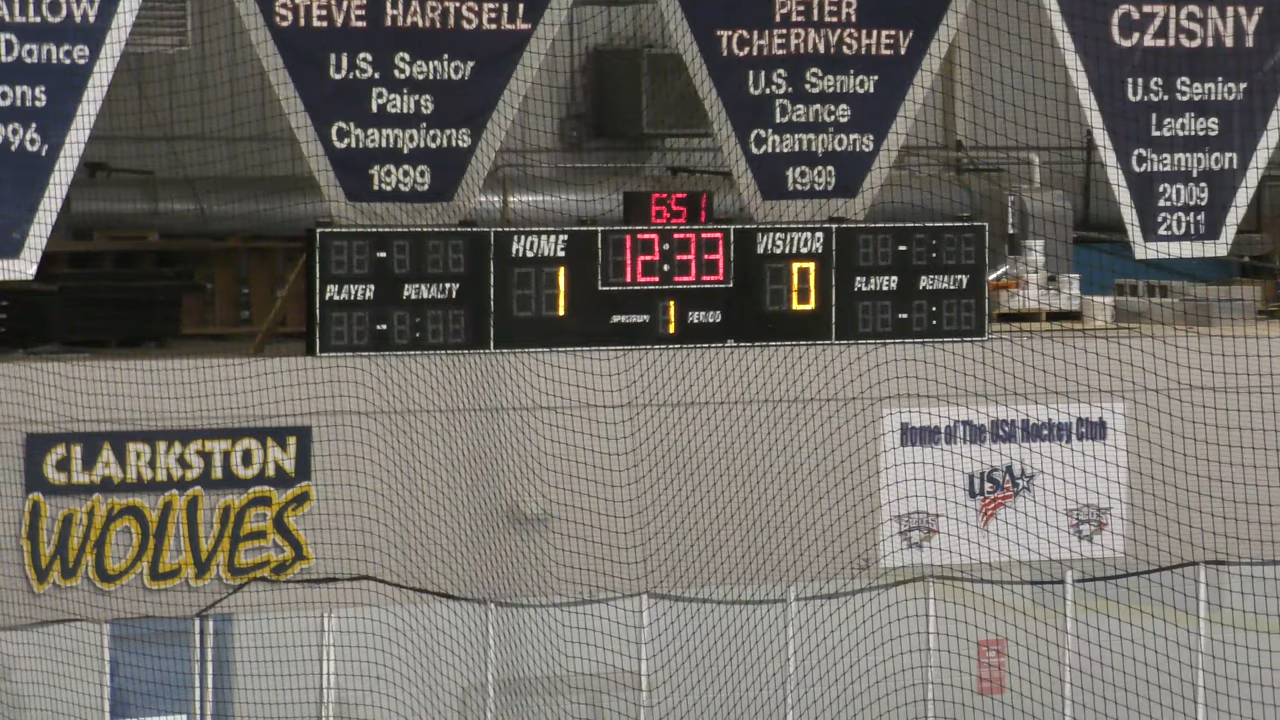 ALLOW
Dance
ons
996,
STEVE HARTSELL
U.S. Senior
Pairs
Champions
1999
PETER
TCHERNYSHEV
U.S. Senior
Dance
Champions
1999
CZISNY
U.S. Senior
Ladies
Champion
2009
2011
6:51
HOME
12:33
VISITOR
1
0
PLAYER PENALTY
PLAYER PENALTY
SPECTRUM 1 PERIOD
CLARKSTON
WOLVES
Home of The USA Hockey Club
USA